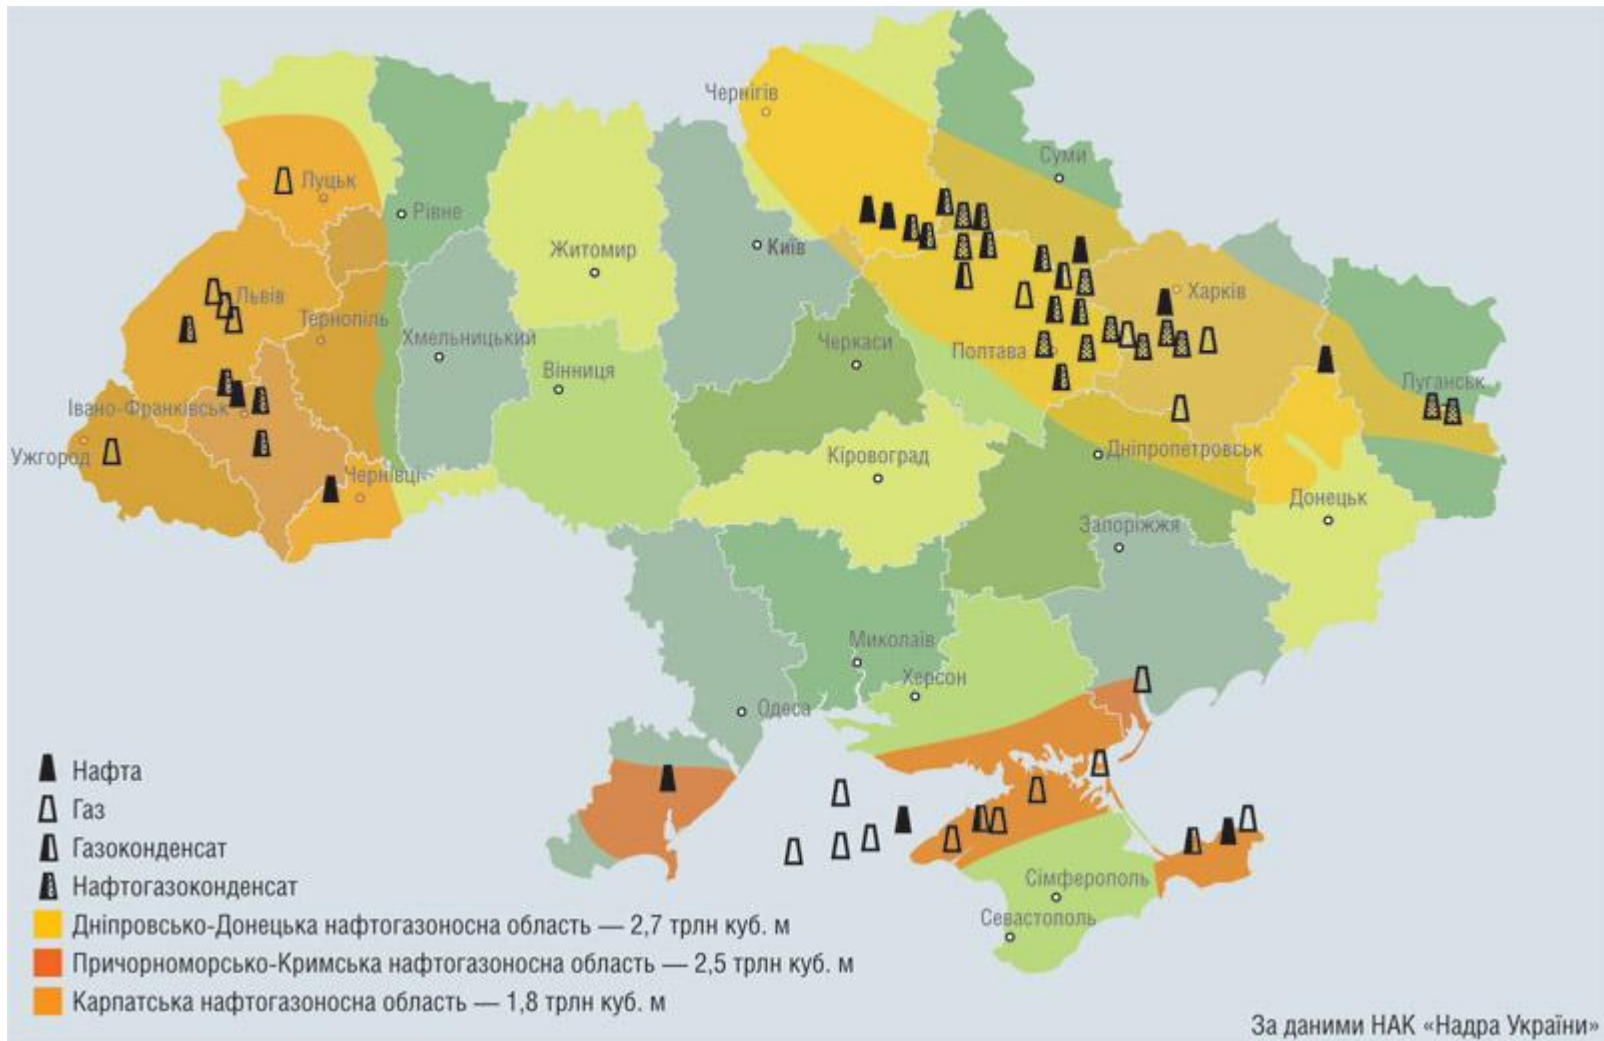 Чернігів
Суми
Луцьк
Рівне
Київ
Житомир
Львів
Харків
Тернопіль
Хмельницький
Черкаси
Полтава
Вінниця
Луганськ
Івано-Франківськ
Ужгород
Дніпропетровськ
Кіровоград
Чернівці
Донецьк
Запоріжжя
Миколаїв
Херсон
Одеса
Сімферополь
Севастополь
Нафта
Газ
Газоконденсат
Нафтогазоконденсат
Дніпровсько-Донецька нафтогазоносна область — 2,7 трлн куб. м
Причорноморсько-Кримська нафтогазоносна область — 2,5 трлн куб. м
Карпатська нафтогазоносна область — 1,8 трлн куб. м
За даними НАК «Надра України»